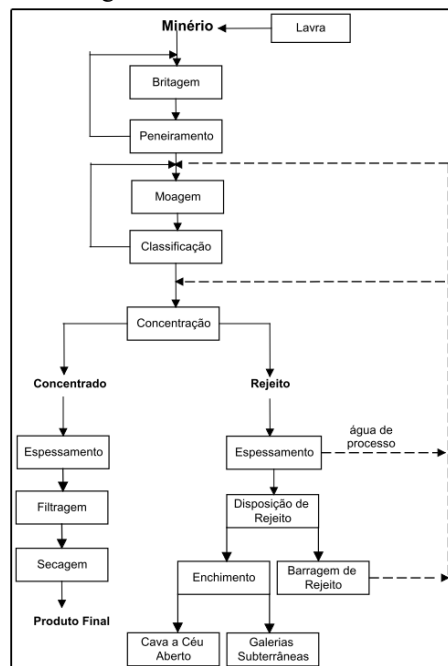 Minério
Lavra
Britagem
Peneiramento
Moagem
Classificação
Concentração
Concentrado
Rejeito
água de
processo
Espessamento
Espessamento
Filtragem
Disposição de
Rejeito
Secagem
Enchimento
Barragem de
Rejeito
Produto Final
Cava a Céu
Aberto
Galerias
Subterrâneas